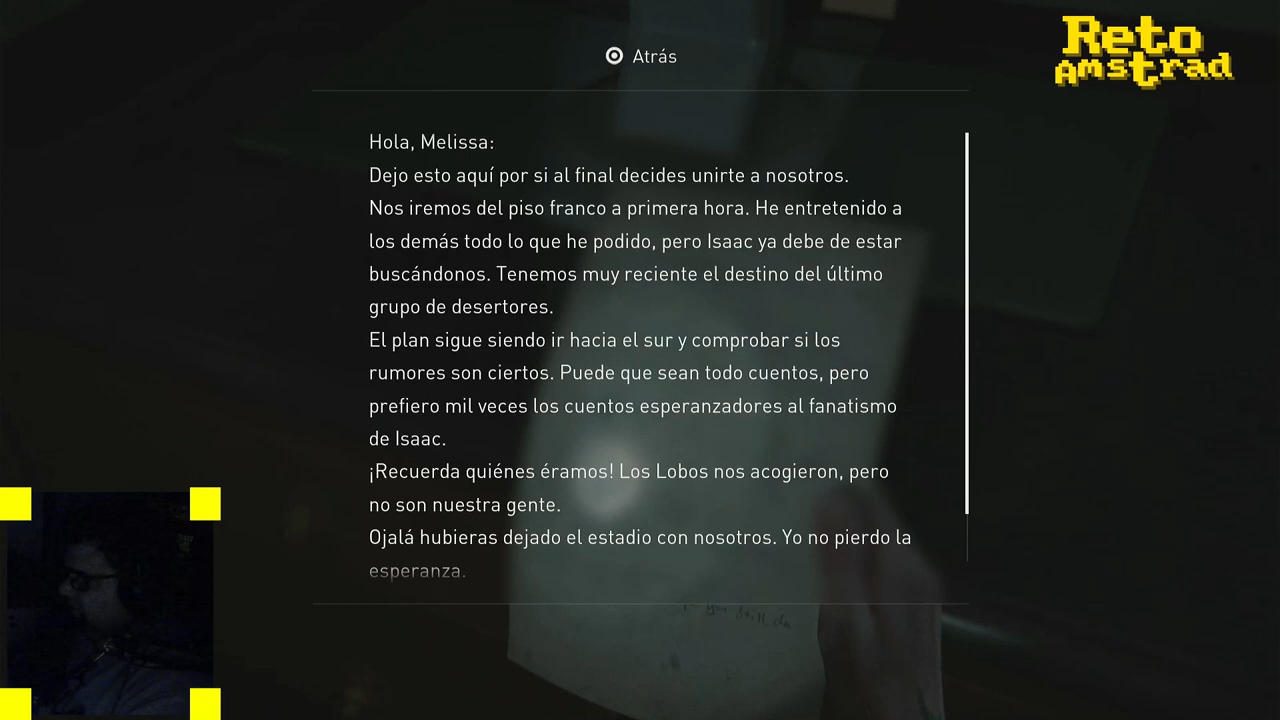 Atrás
Reto
Amstrad
Hola, Melissa:
Dejo esto aquí por si al final decides unirte a nosotros.
Nos iremos del piso franco a primera hora. He entretenido a
los demás todo lo que he podido, pero Isaac ya debe de estar
buscándonos. Tenemos muy reciente el destino del último
grupo de desertores.
El plan sigue siendo ir hacia el sur y comprobar si los
rumores son ciertos. Puede que sean todo cuentos, pero
prefiero mil veces los cuentos esperanzadores al fanatismo
de Isaac.
¡Recuerda quiénes éramos! Los Lobos nos acogieron, pero
no son nuestra gente.
Ojalá hubieras dejado el estadio con nosotros. Yo no pierdo la
esperanza.